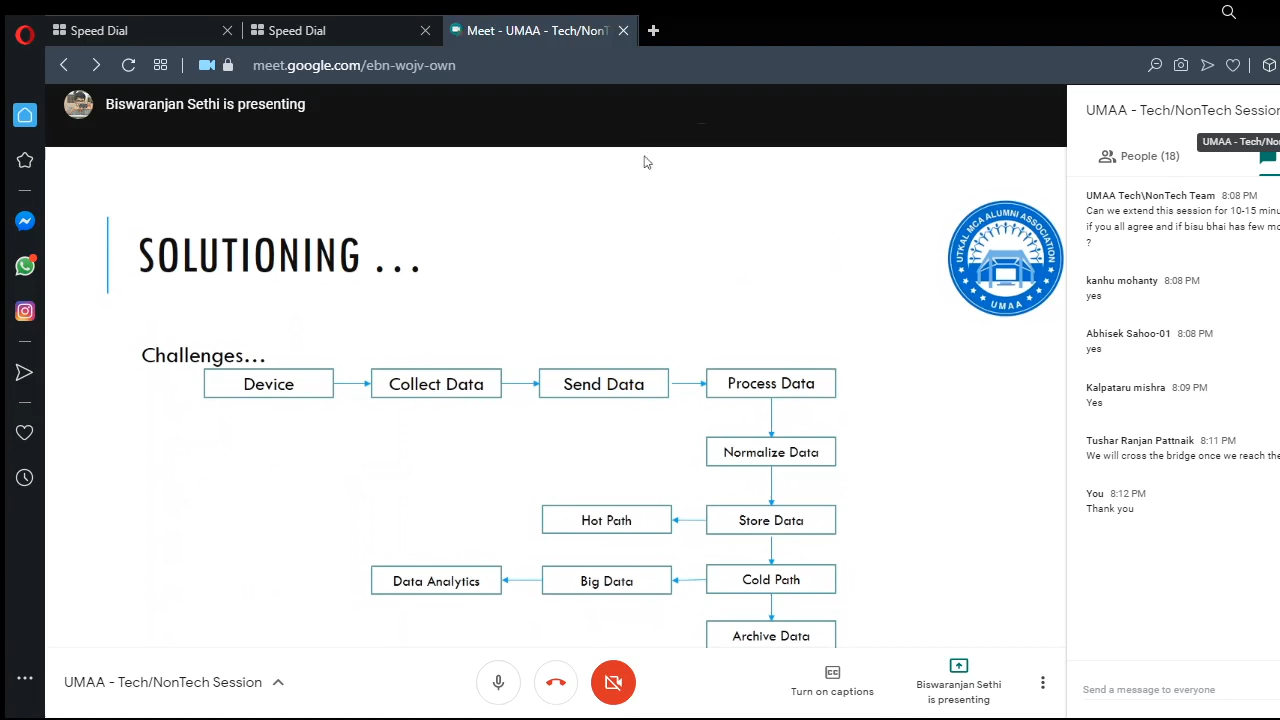 Speed Dial
Speed Dial
Meet - UMAA - Tech/NonT
meet.google.com/ebn-wojv-own
Biswaranjan Sethi is presenting
SOLUTIONING ...
UTKAL MCA ALUMNI ASSOCIATION
UMAA
Challenges...
Device
Collect Data
Send Data
Process Data
Normalize Data
Hot Path
Store Data
Data Analytics
Big Data
Cold Path
Archive Data
UMAA - Tech/NonTech Session
Turn on captions
Biswaranjan Sethi
is presenting
UMAA - Tech/NonTech Session
UMAA - Tech/No
People (18)
UMAA Tech\NonTech Team 8:08 PM
Can we extend this session for 10-15 minu
if you all agree and if bisu bhai has few mo
?
kanhu mohanty 8:08 PM
yes
Abhisek Sahoo-01 8:08 PM
yes
Kalpataru mishra 8:09 PM
Yes
Tushar Ranjan Pattnaik 8:11 PM
We will cross the bridge once we reach the
You 8:12 PM
Thank you
Send a message to everyone